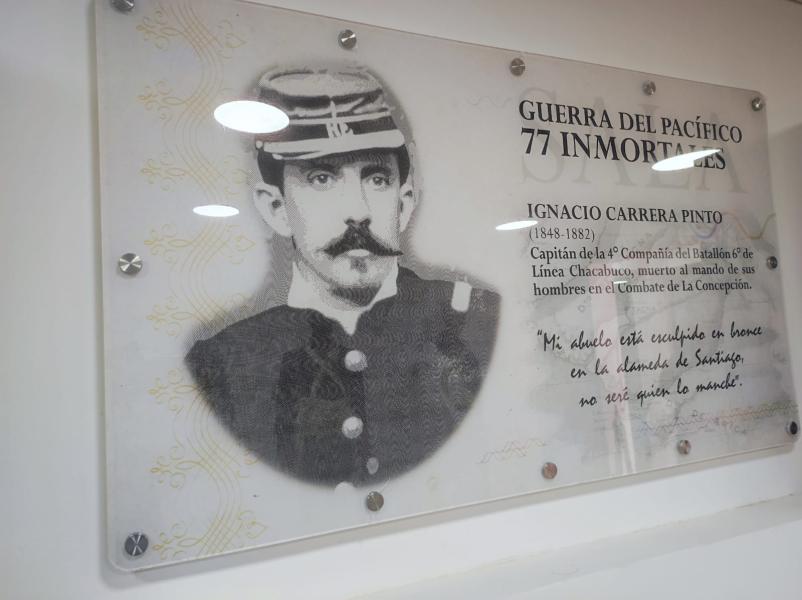 SALA
GUERRA DEL PACÍFICO
77 INMORTALES
IGNACIO CARRERA PINTO
(1848-1882)
Capitán de la 4° Compañía del Batallón 6° de
Línea Chacabuco, muerto al mando de sus
hombres en el Combate de La Concepción.
"Mi abuelo está esculpido en bronce
en la alameda de Santiago,
no seré quien lo manche".